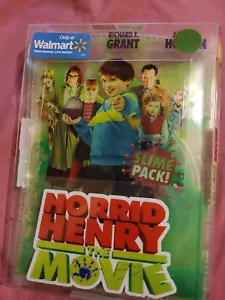 Only at
Walmart
Save money. Live better.
RICHARD E.
GRANT
SLIME
PACK!
HORRID
HENRY
THE
MOVIE